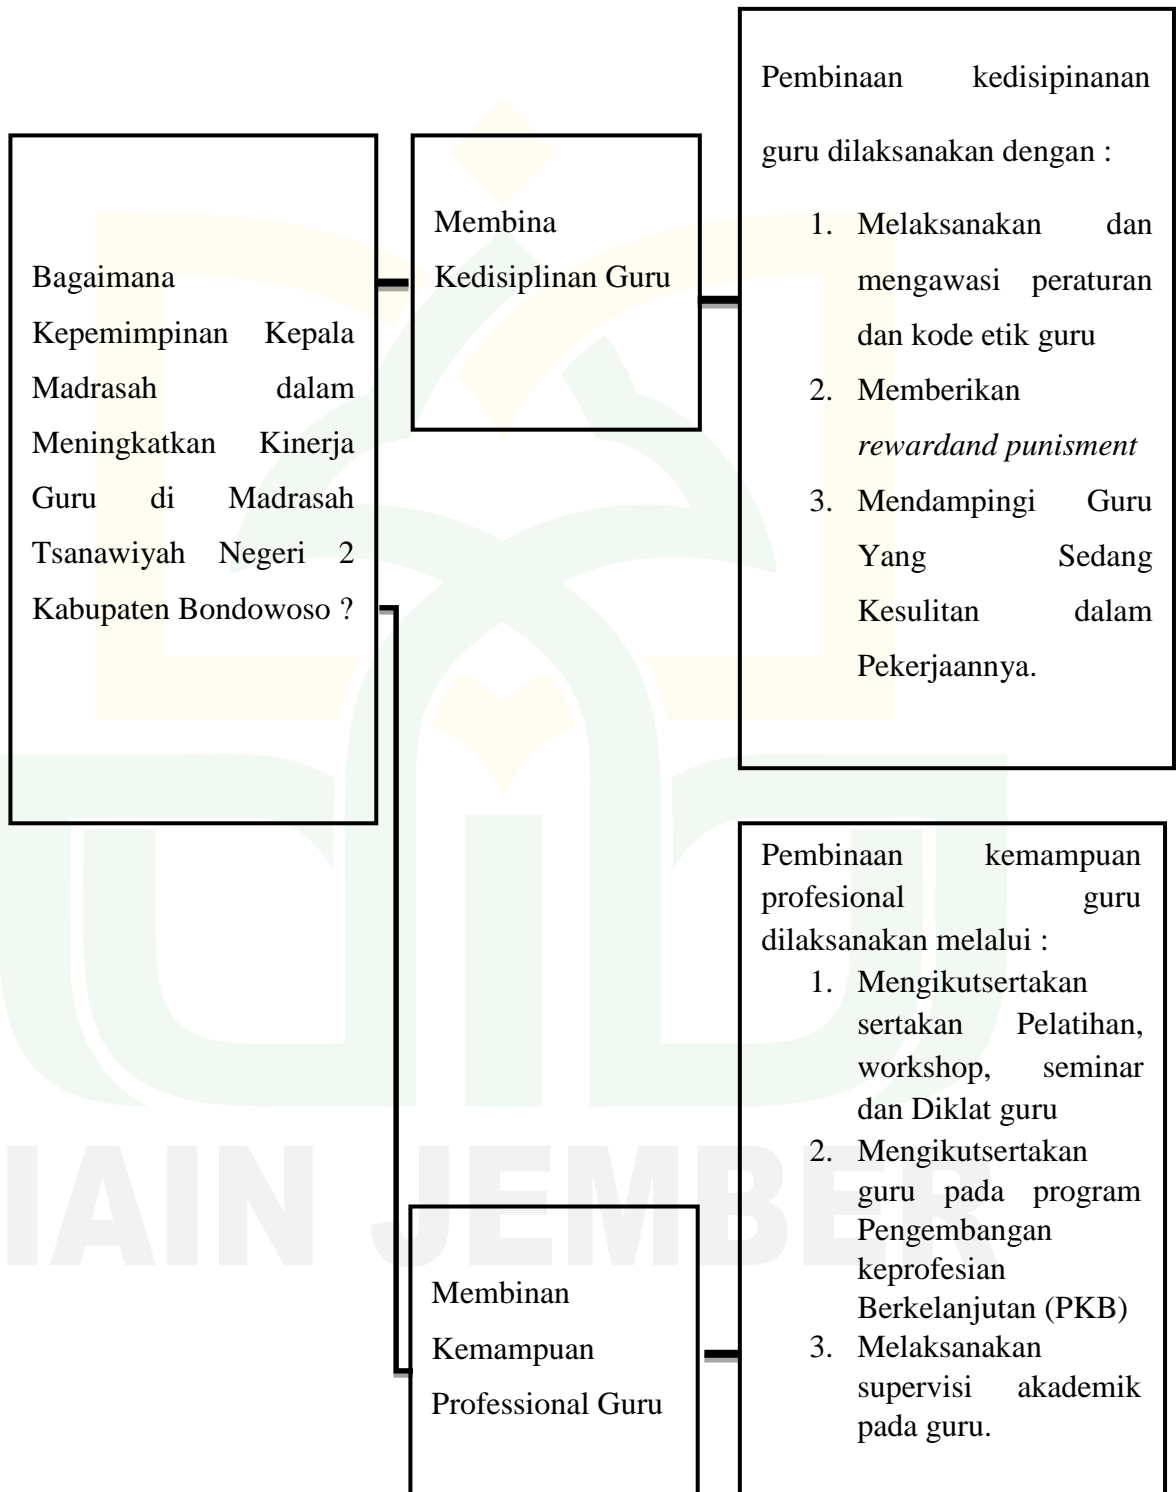 Bagaimana
Kepemimpinan Kepala
Madrasah dalam
Meningkatkan Kinerja
Guru di Madrasah
Tsanawiyah Negeri 2
Kabupaten Bondowoso ?
Membina
Kedisiplinan Guru
Pembinaan kedisipinanan
guru dilaksanakan dengan :
1. Melaksanakan dan
mengawasi peraturan
dan kode etik guru
2. Memberikan
rewardand punisment
3. Mendampingi Guru
Yang Sedang
Kesulitan dalam
Pekerjaannya.
Membinan
Kemampuan
Professional Guru
Pembinaan kemampuan
profesional guru
dilaksanakan melalui :
1. Mengikutsertakan
sertakan Pelatihan,
workshop, seminar
dan Diklat guru
2. Mengikutsertakan
guru pada program
Pengembangan
keprofesian
Berkelanjutan (PKB)
3. Melaksanakan
supervisi akademik
pada guru.
IAIN JEMBER